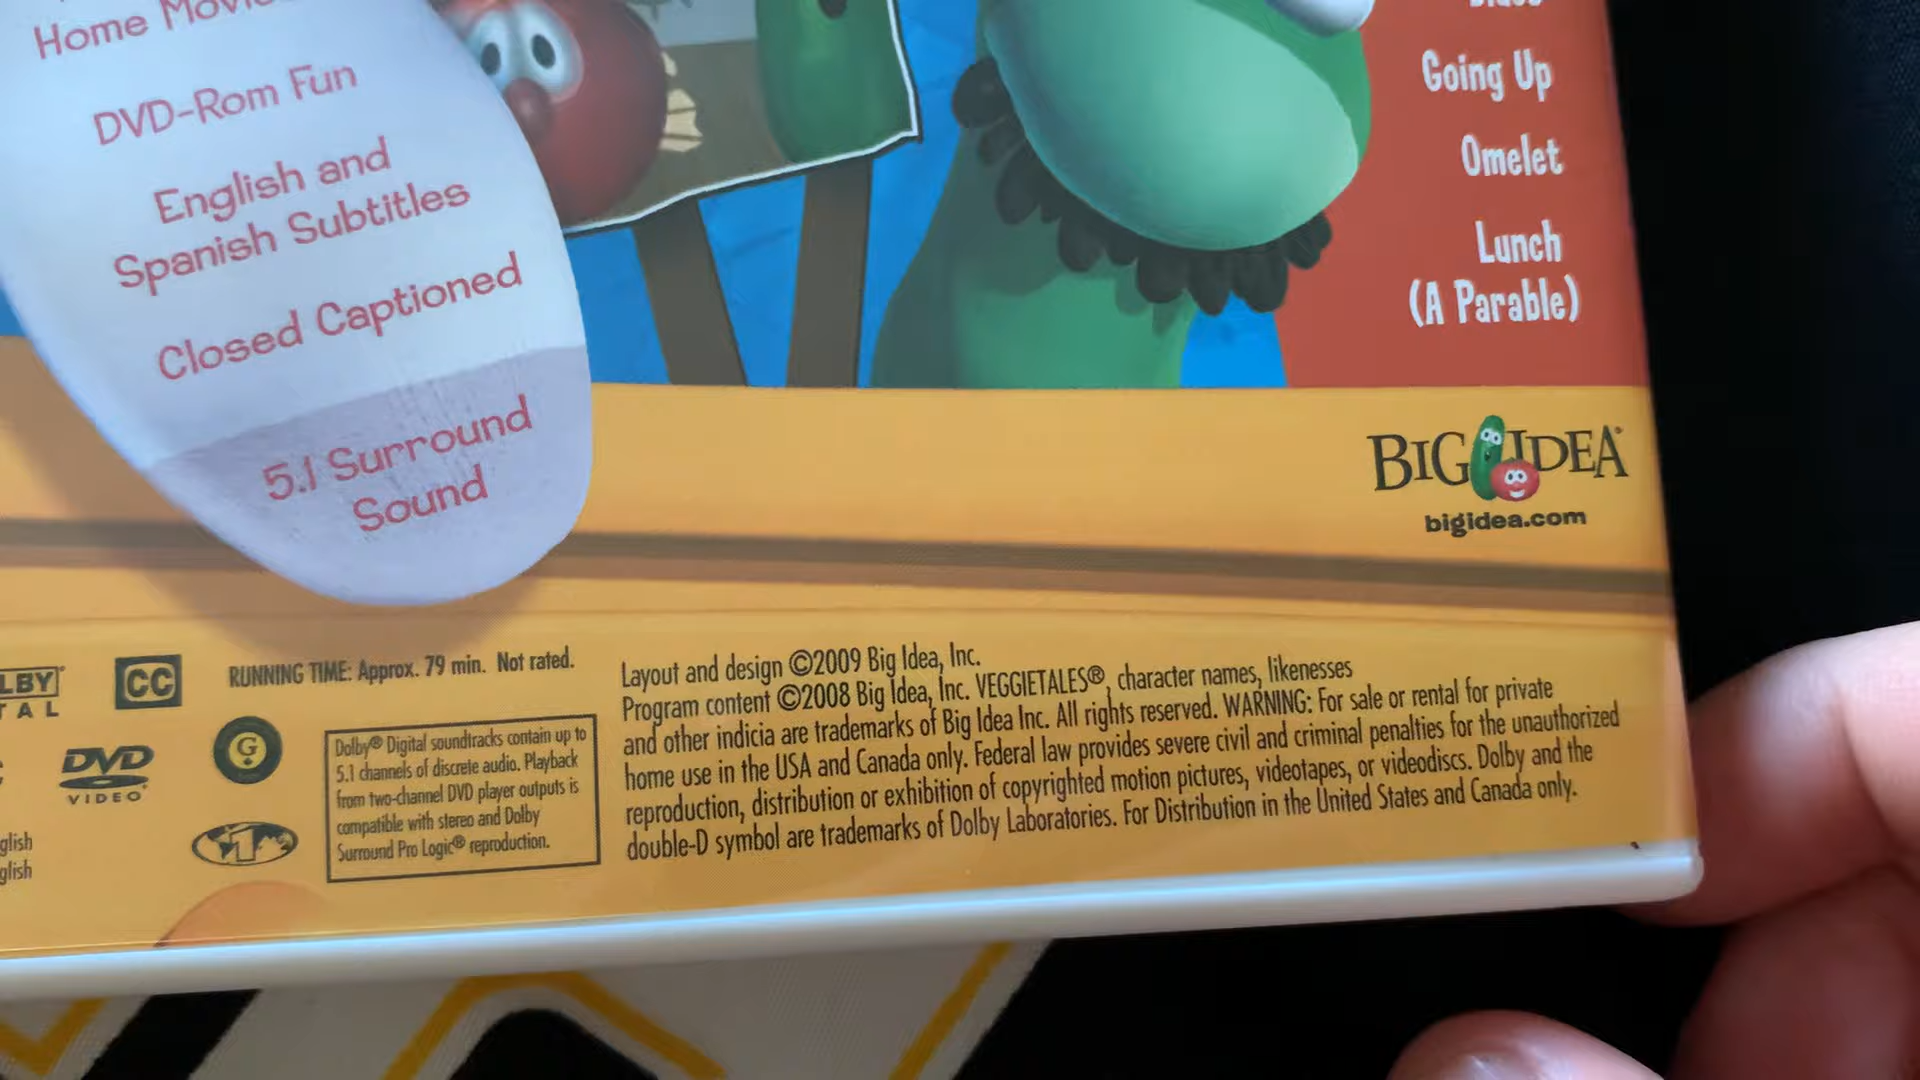 Home Movie
DVD-Rom Fun
English and
Spanish Subtitles
Closed Captioned
5.1 Surround
Sound
Going Up
Omelet
Lunch
(A Parable)
BIG IDEA®
bigidea.com
LBY
TAL
CC
RUNNING TIME: Approx. 79 min. Not rated.
DVD
VIDEO
G
1
glish
glish
Dolby® Digital soundtracks contain up to
5.1 channels of discrete audio. Playback
from two-channel DVD player outputs is
compatible with stereo and Dolby
Surround Pro Logic® reproduction.
Layout and design ©2009 Big Idea, Inc.
Program content ©2008 Big Idea, Inc. VEGGIETALES®, character names, likenesses
and other indicia are trademarks of Big Idea Inc. All rights reserved. WARNING: For sale or rental for private
home use in the USA and Canada only. Federal law provides severe civil and criminal penalties for the unauthorized
reproduction, distribution or exhibition of copyrighted motion pictures, videotapes, or videodiscs. Dolby and the
double-D symbol are trademarks of Dolby Laboratories. For Distribution in the United States and Canada only.